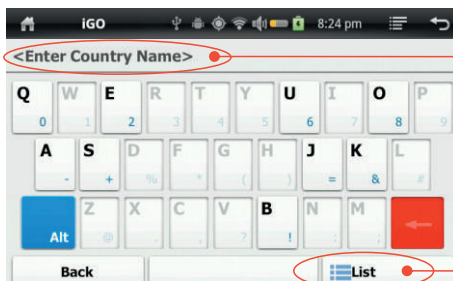 iGO 8:24 pm
<Enter Country Name>
Q W E R T Y U I O P
0 1 2 3 4 5 6 7 8 9
A S D F G H J K L
- + % * ( ) = & #
Alt Z X C V B N M
@ . , ? ! : ;
Back List